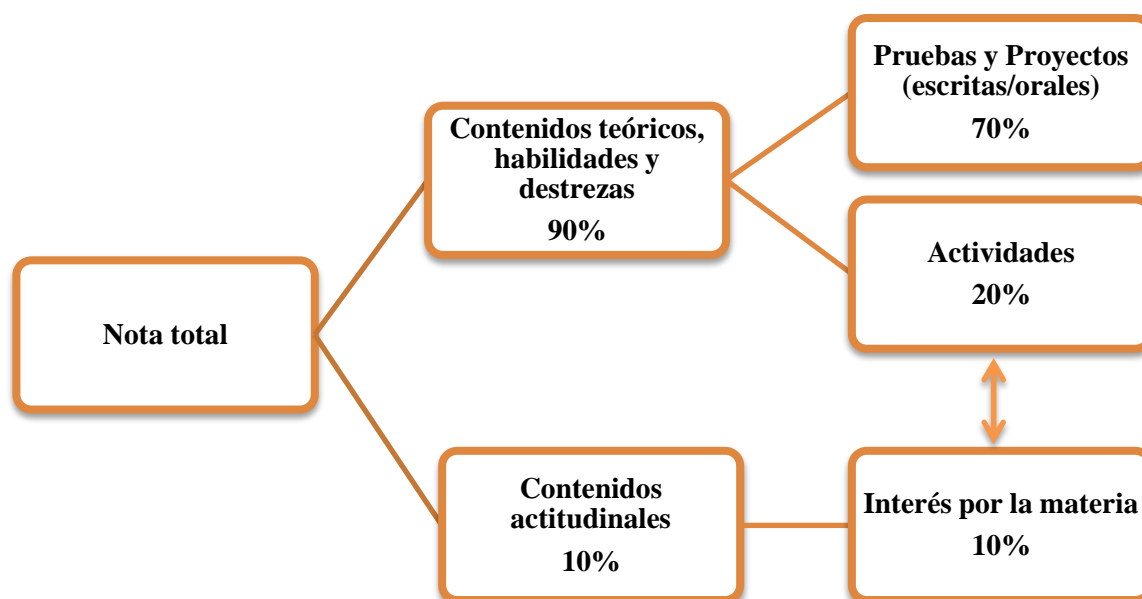 Pruebas y Proyectos
(escritas/orales)
70%
Contenidos teóricos,
habilidades y
destrezas
90%
Actividades
20%
Nota total
Contenidos
actitudinales
10%
Interés por la materia
10%